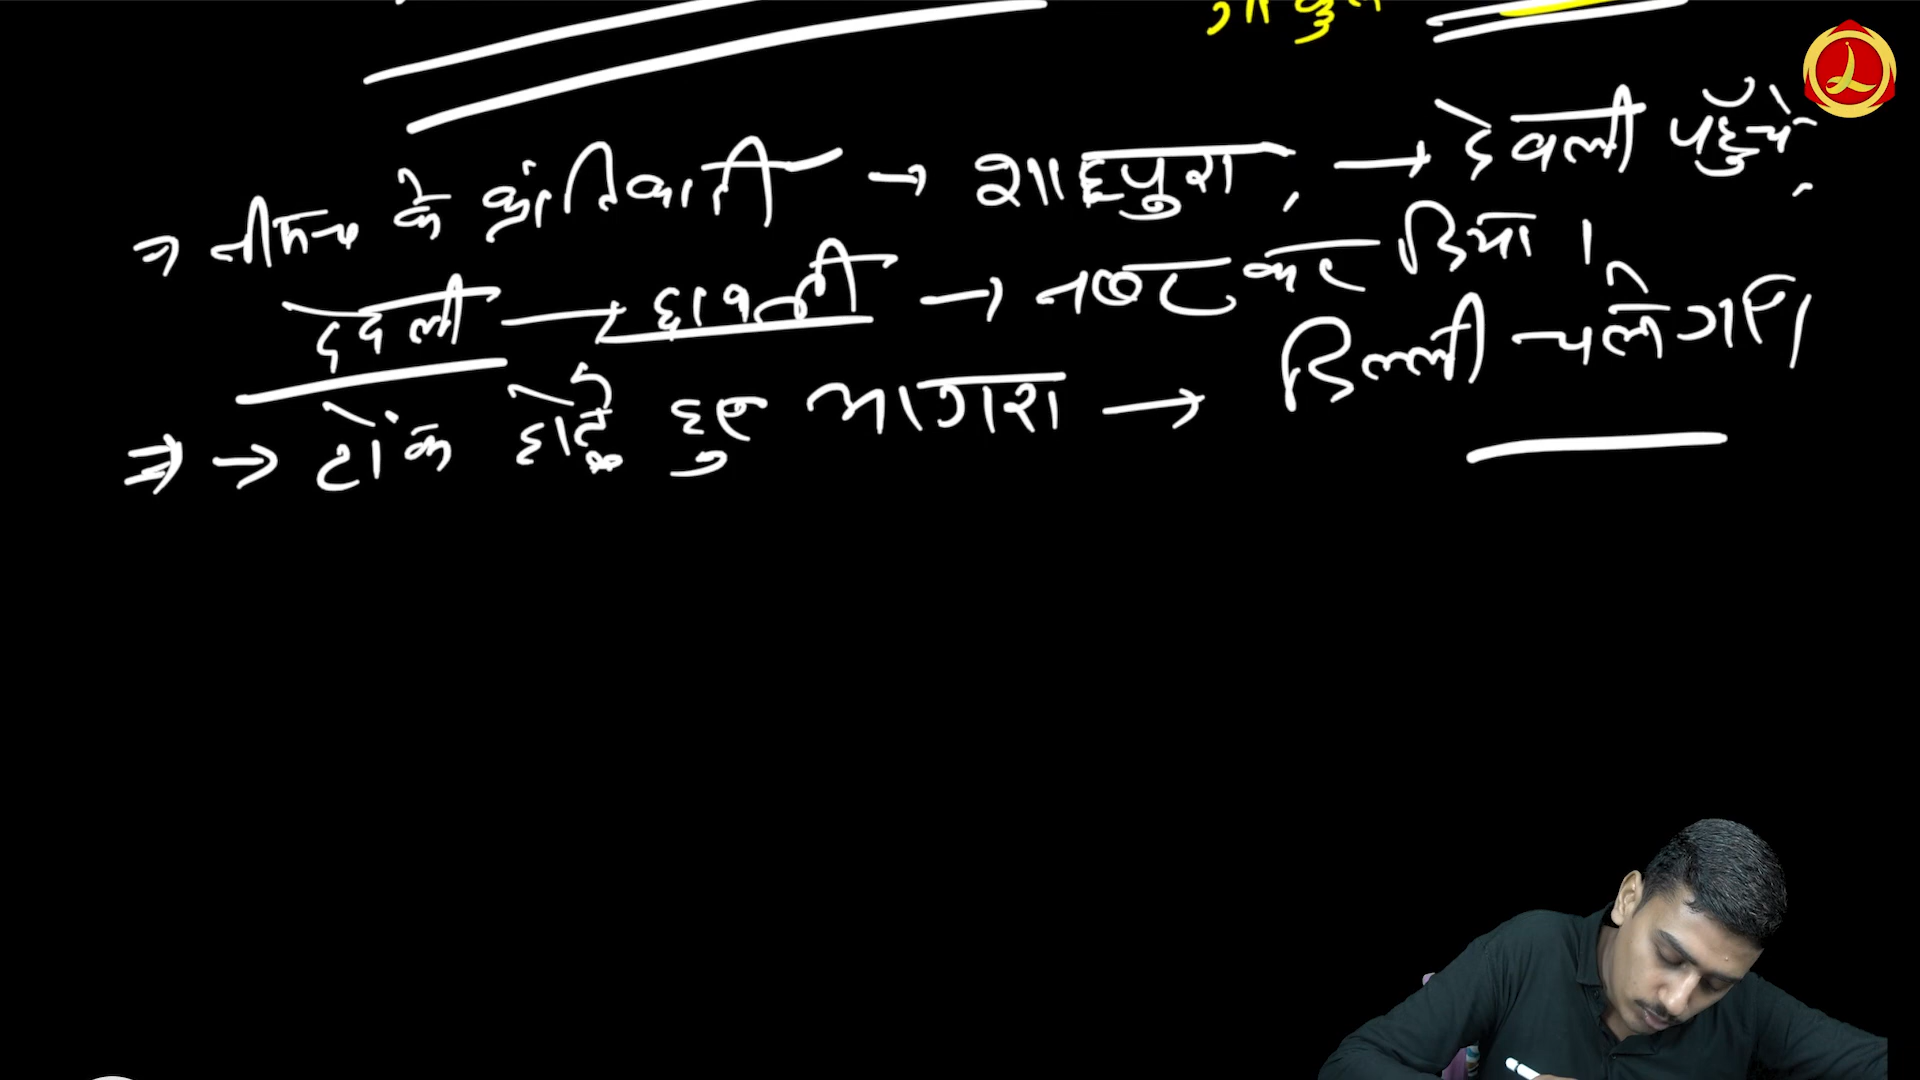 → नीमच के क्रांतिकारी → शाहपुरा, → देवली पहुँचे,
देवली → छावनी → नष्ट कर दिया ।
⇒ → टोंक होते हुए आगरा → दिल्ली चले गए।